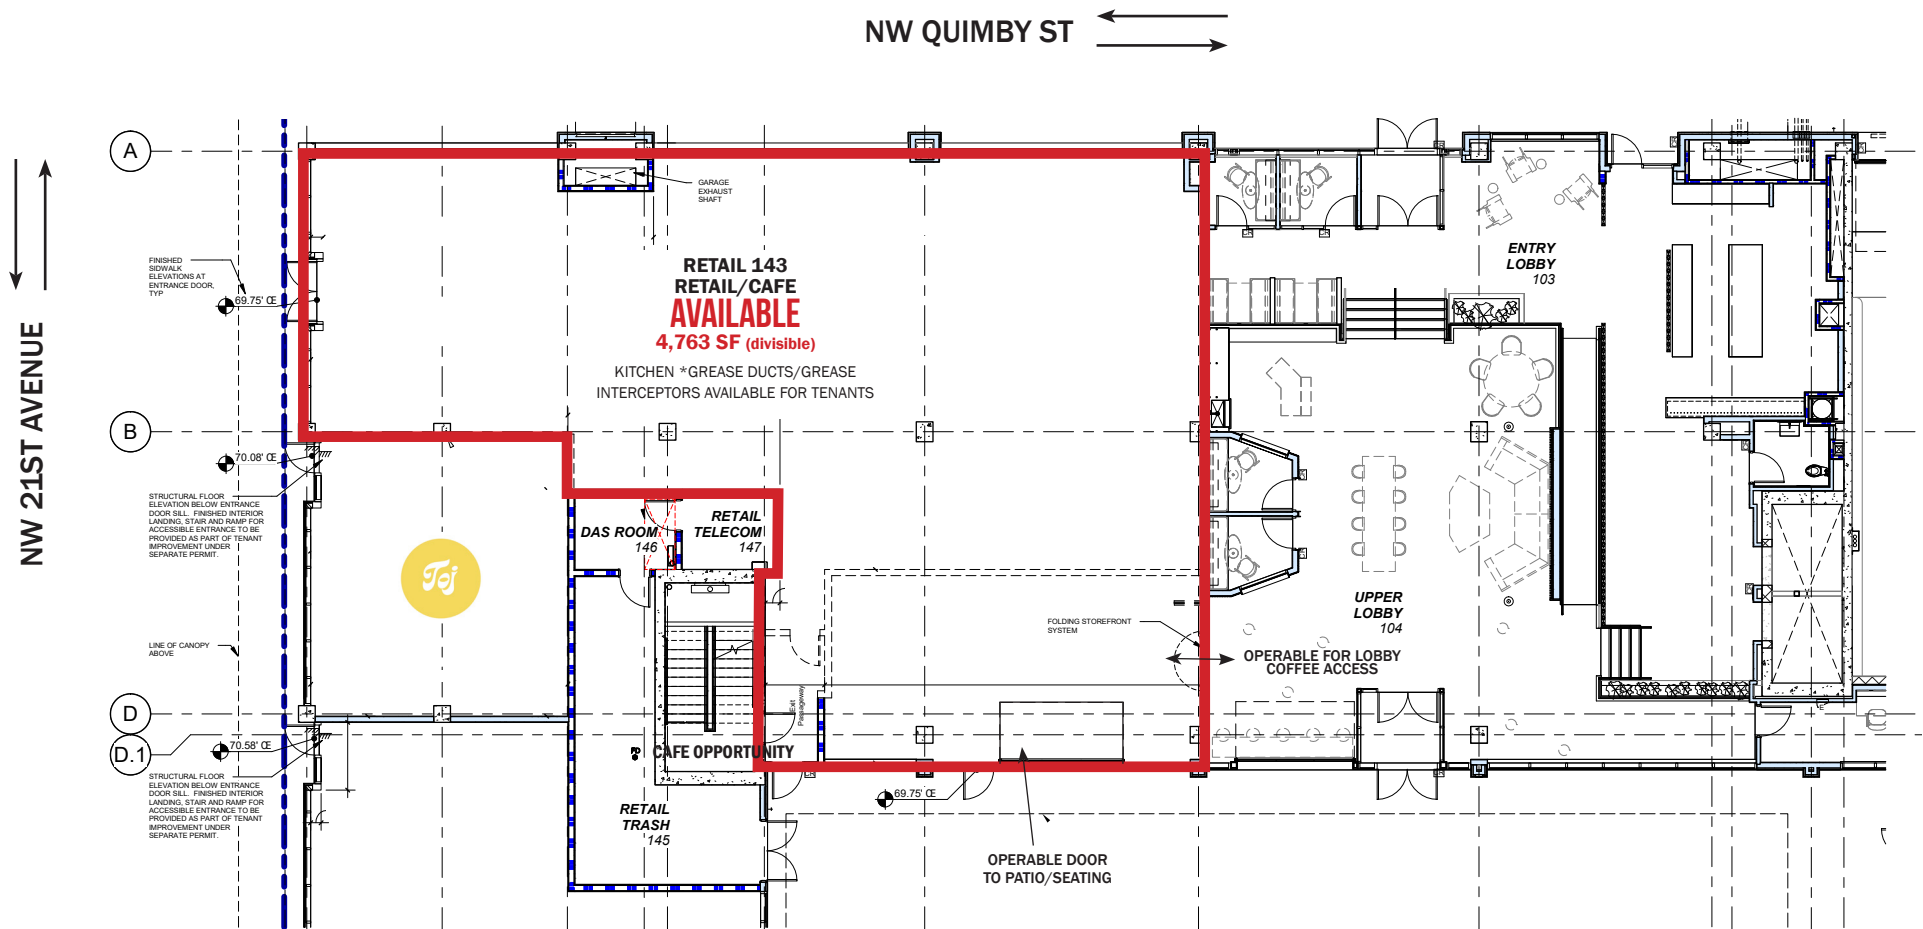 NW QUIMBY ST
NW 21ST AVENUE
A
B
D
D.1
GARAGE
EXHAUST
SHAFT
FINISHED
SIDWALK
ELEVATIONS AT
ENTRANCE DOOR,
TYP
69.75' Œ
RETAIL 143
RETAIL/CAFE
AVAILABLE
4,763 SF (divisible)
KITCHEN *GREASE DUCTS/GREASE
INTERCEPTORS AVAILABLE FOR TENANTS
ENTRY
LOBBY
103
70.08' Œ
STRUCTURAL FLOOR
ELEVATION BELOW ENTRANCE
DOOR SILL. FINISHED INTERIOR
LANDING, STAIR AND RAMP FOR
ACCESSIBLE ENTRANCE TO BE
PROVIDED AS PART OF TENANT
IMPROVEMENT UNDER
SEPARATE PERMIT.
DAS ROOM
146
RETAIL
TELECOM
147
Toj
UPPER
LOBBY
104
FOLDING STOREFRONT
SYSTEM
OPERABLE FOR LOBBY
COFFEE ACCESS
LINE OF CANOPY
ABOVE
Exit
Passageway
70.58' Œ
CAFE OPPORTUNITY
STRUCTURAL FLOOR
ELEVATION BELOW ENTRANCE
DOOR SILL. FINISHED INTERIOR
LANDING, STAIR AND RAMP FOR
ACCESSIBLE ENTRANCE TO BE
PROVIDED AS PART OF TENANT
IMPROVEMENT UNDER
SEPARATE PERMIT.
RETAIL
TRASH
145
69.75' Œ
OPERABLE DOOR
TO PATIO/SEATING